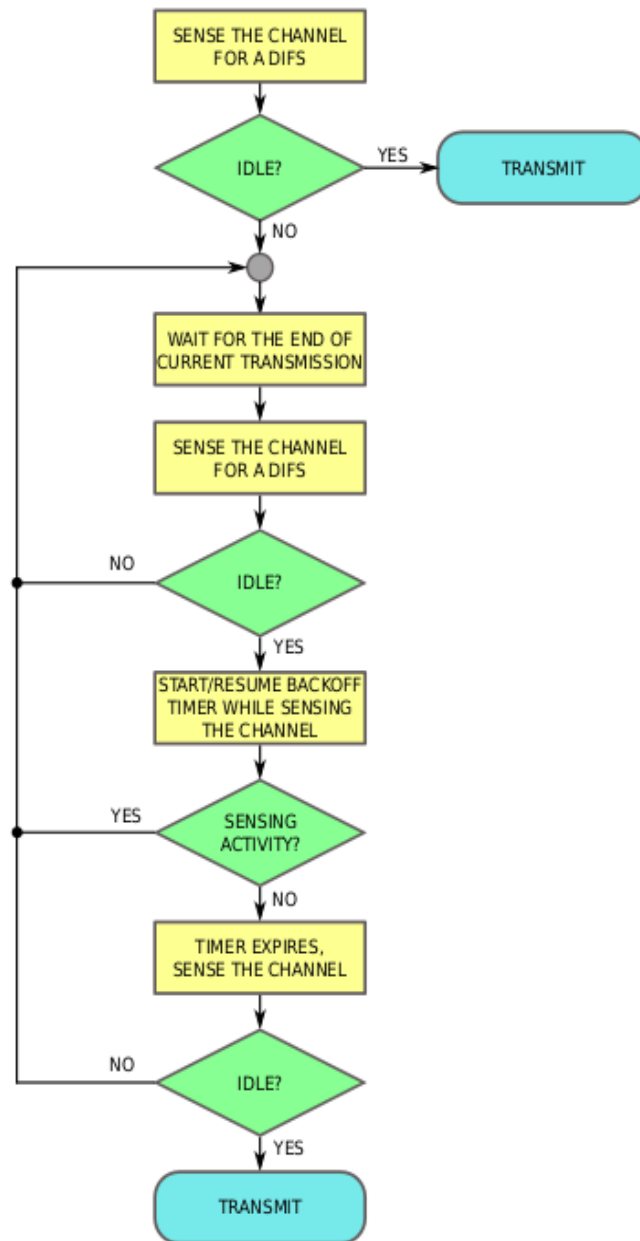 SENSE THE CHANNEL
FOR A DIFS
IDLE?
YES
TRANSMIT
NO
WAIT FOR THE END OF
CURRENT TRANSMISSION
SENSE THE CHANNEL
FOR A DIFS
NO
IDLE?
YES
START/RESUME BACKOFF
TIMER WHILE SENSING
THE CHANNEL
YES
SENSING
ACTIVITY?
NO
TIMER EXPIRES,
SENSE THE CHANNEL
NO
IDLE?
YES
TRANSMIT